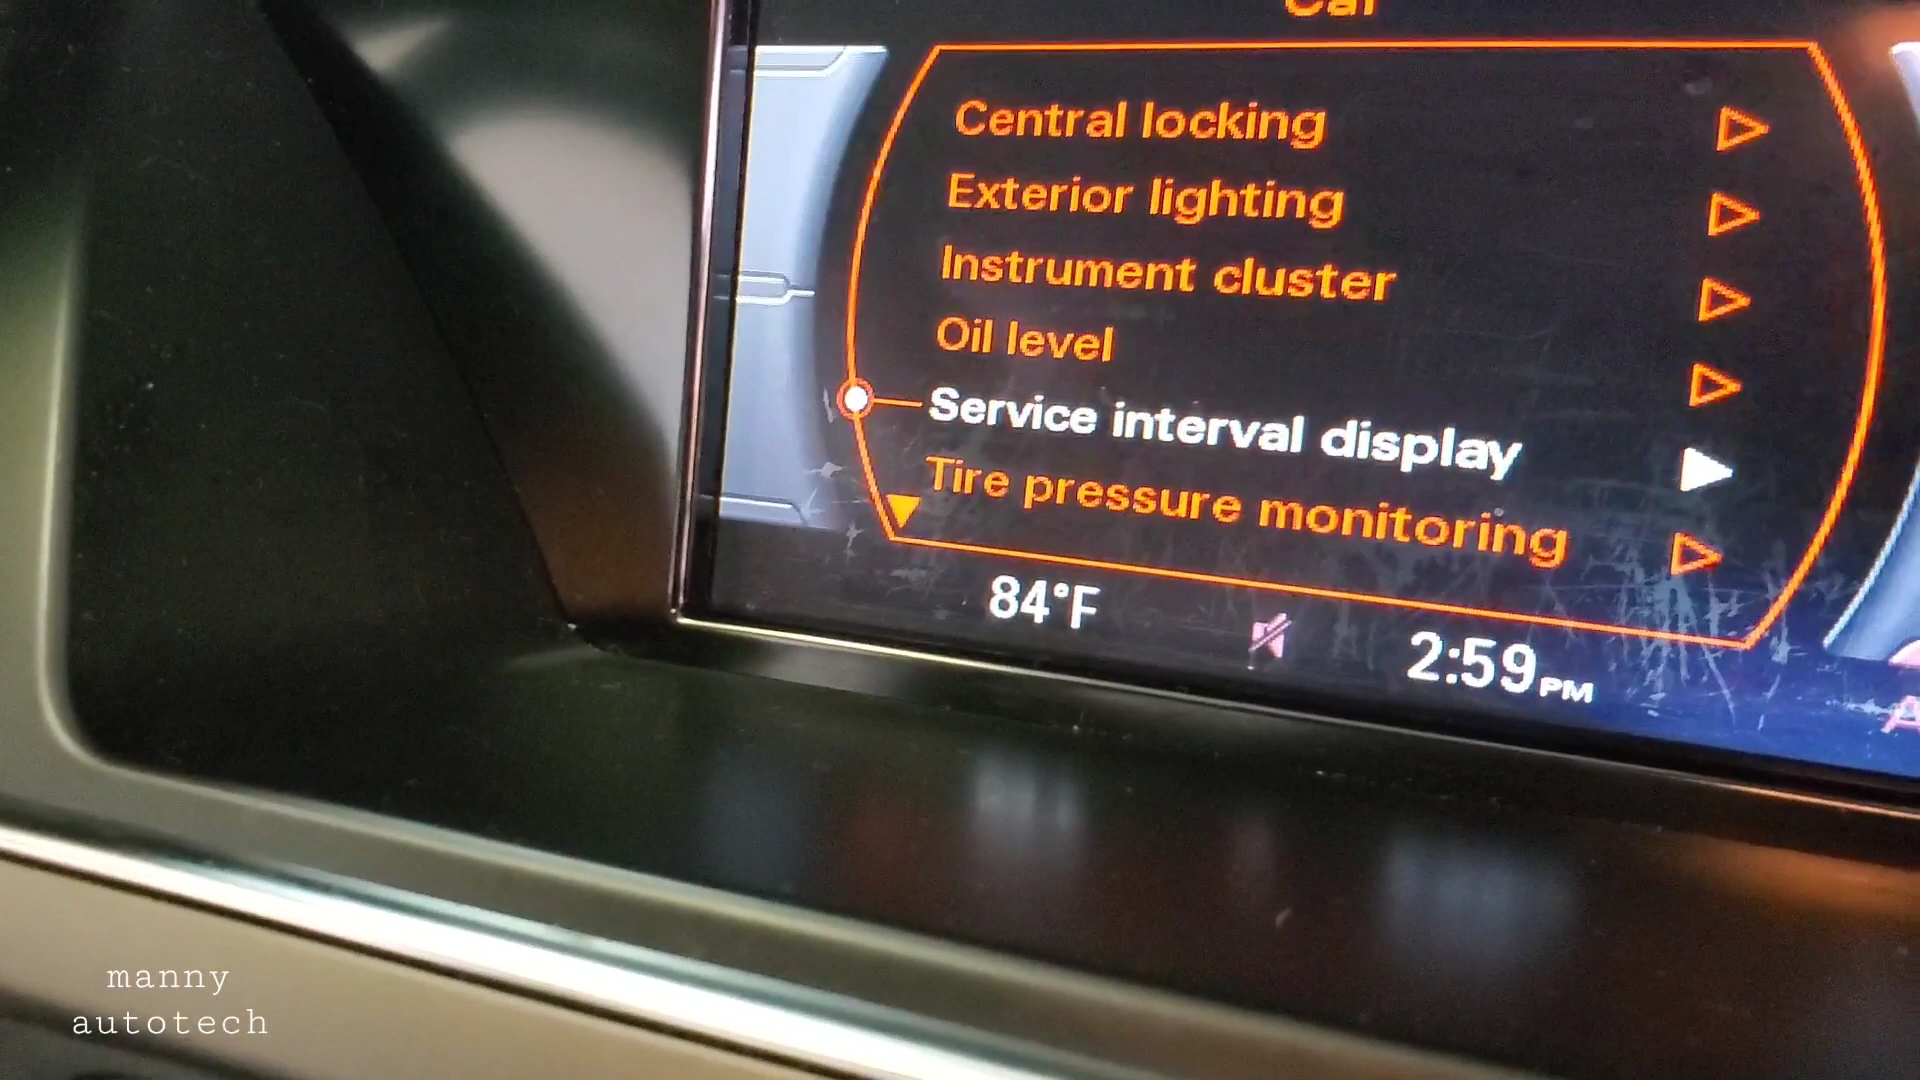 Car
Central locking
Exterior lighting
Instrument cluster
Oil level
Service interval display
Tire pressure monitoring
84°F
2:59 PM
manny
autotech